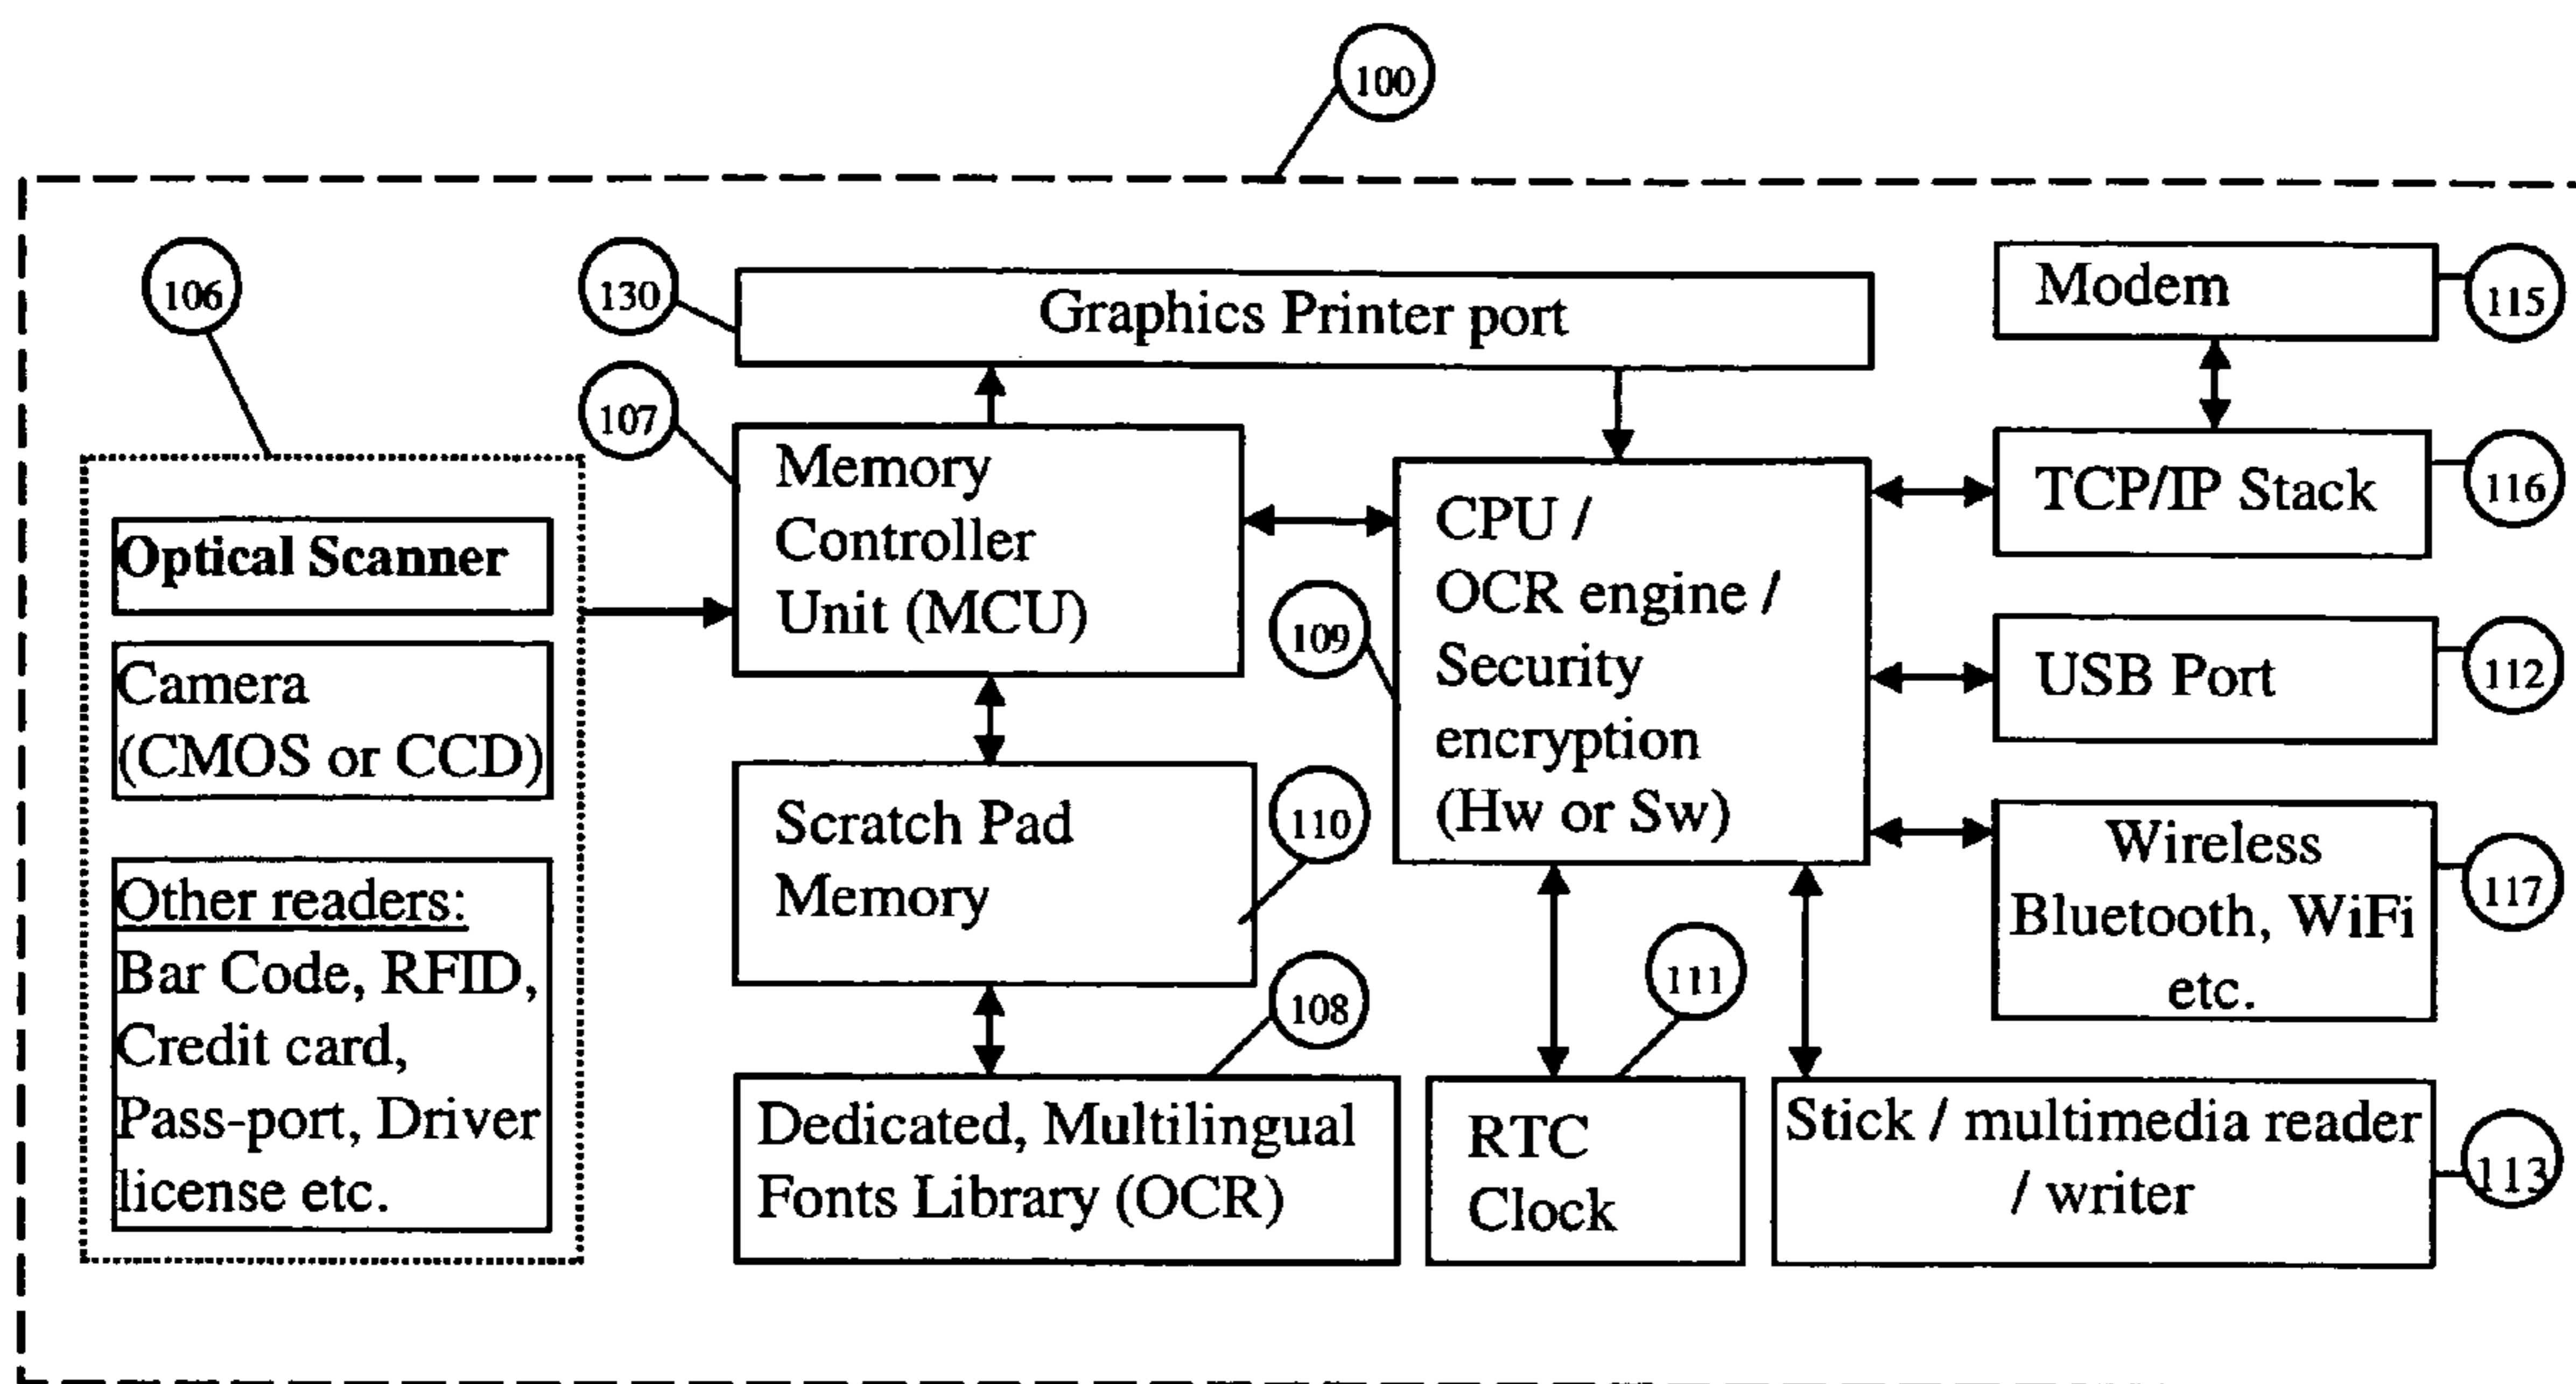 100
106
Optical Scanner
Camera
(CMOS or CCD)
Other readers:
Bar Code, RFID,
Credit card,
Pass-port, Driver
license etc.
130
Graphics Printer port
107
Memory
Controller
Unit (MCU)
110
Scratch Pad
Memory
108
Dedicated, Multilingual
Fonts Library (OCR)
109
CPU /
OCR engine /
Security
encryption
(Hw or Sw)
111
RTC
Clock
Modem
115
TCP/IP Stack
116
USB Port
112
Wireless
Bluetooth, WiFi
etc.
117
Stick / multimedia reader
/ writer
113